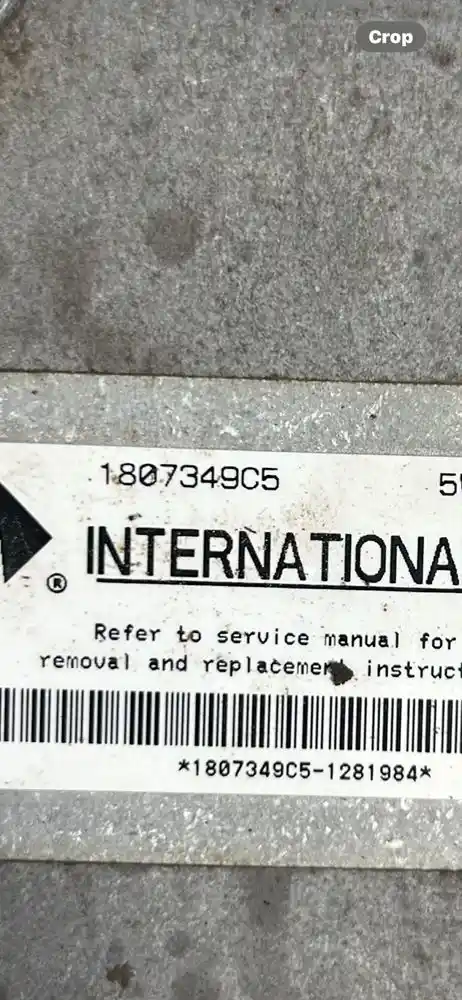 Crop
1807349C5
INTERNATIONA
®
Refer to service manual for
removal and replacement instruct
*1807349C5-1281984*